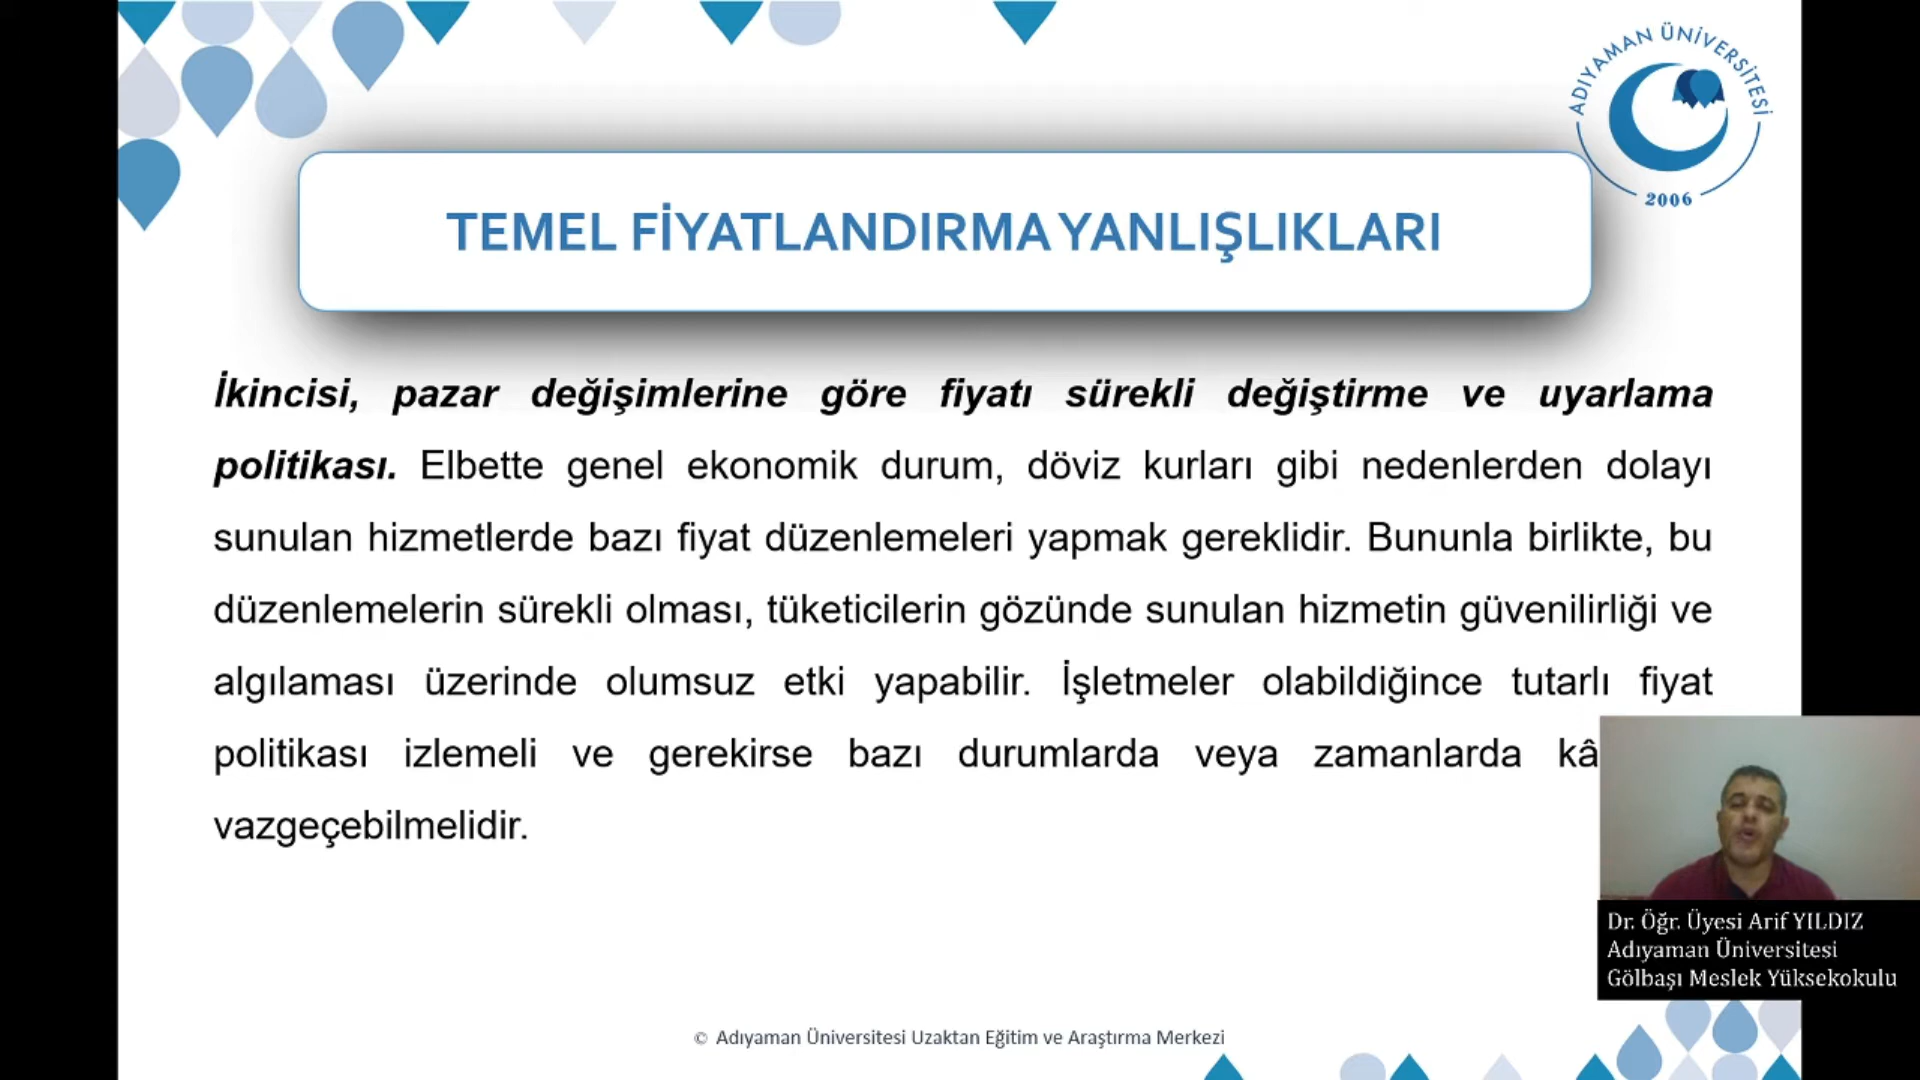 ADIYAMAN ÜNİVERSİTESİ
2006
TEMEL FİYATLANDIRMA YANLIŞLIKLARI
İkincisi, pazar değişimlerine göre fiyatı sürekli değiştirme ve uyarlama
politikası. Elbette genel ekonomik durum, döviz kurları gibi nedenlerden dolayı
sunulan hizmetlerde bazı fiyat düzenlemeleri yapmak gereklidir. Bununla birlikte, bu
düzenlemelerin sürekli olması, tüketicilerin gözünde sunulan hizmetin güvenilirliği ve
algılaması üzerinde olumsuz etki yapabilir. İşletmeler olabildiğince tutarlı fiyat
politikası izlemeli ve gerekirse bazı durumlarda veya zamanlarda
vazgeçebilmelidir.
Dr. Öğr. Üyesi Arif YILDIZ
Adıyaman Üniversitesi
Gölbaşı Meslek Yüksekokulu
© Adıyaman Üniversitesi Uzaktan Eğitim ve Araştırma Merkezi